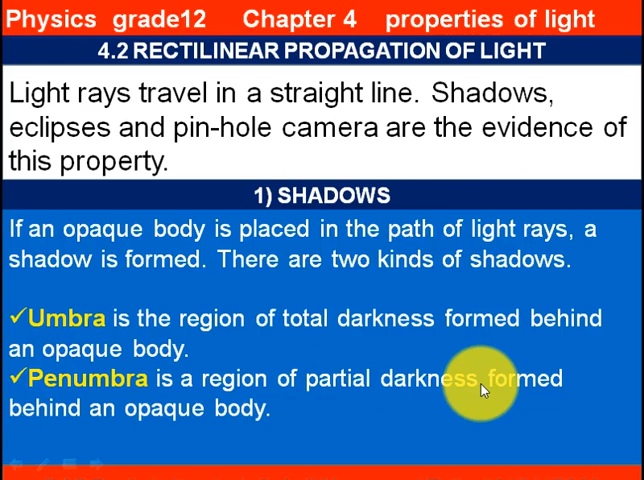 Physics grade12 Chapter 4 properties of light
4.2 RECTILINEAR PROPAGATION OF LIGHT
Light rays travel in a straight line. Shadows,
eclipses and pin-hole camera are the evidence of
this property.
1) SHADOWS
If an opaque body is placed in the path of light rays, a
shadow is formed. There are two kinds of shadows.
✓Umbra is the region of total darkness formed behind
an opaque body.
✓Penumbra is a region of partial darkness formed
behind an opaque body.